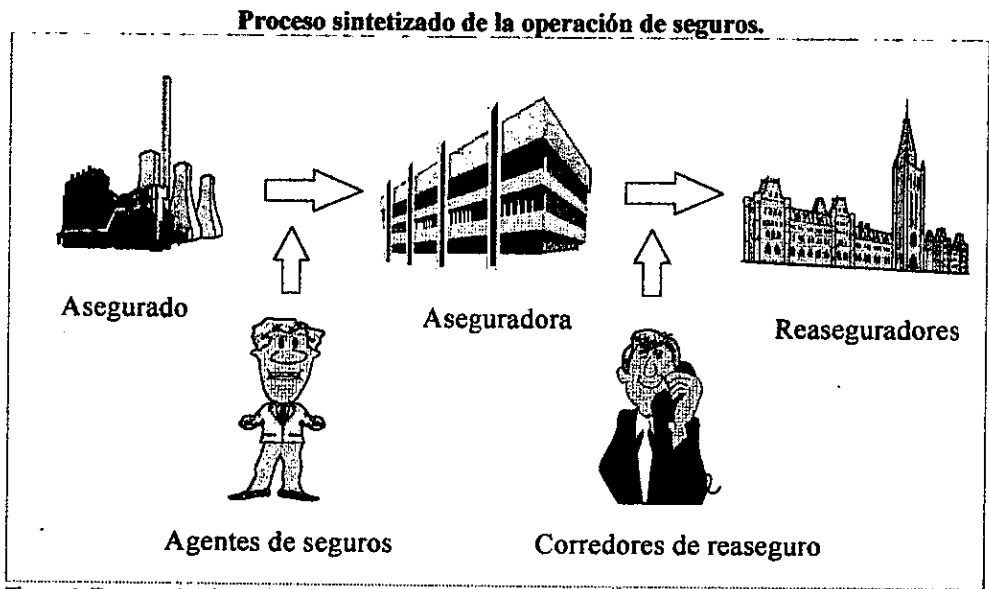 Proceso sintetizado de la operación de seguros.
Asegurado
Aseguradora
Reaseguradores
Agentes de seguros
Corredores de reaseguro